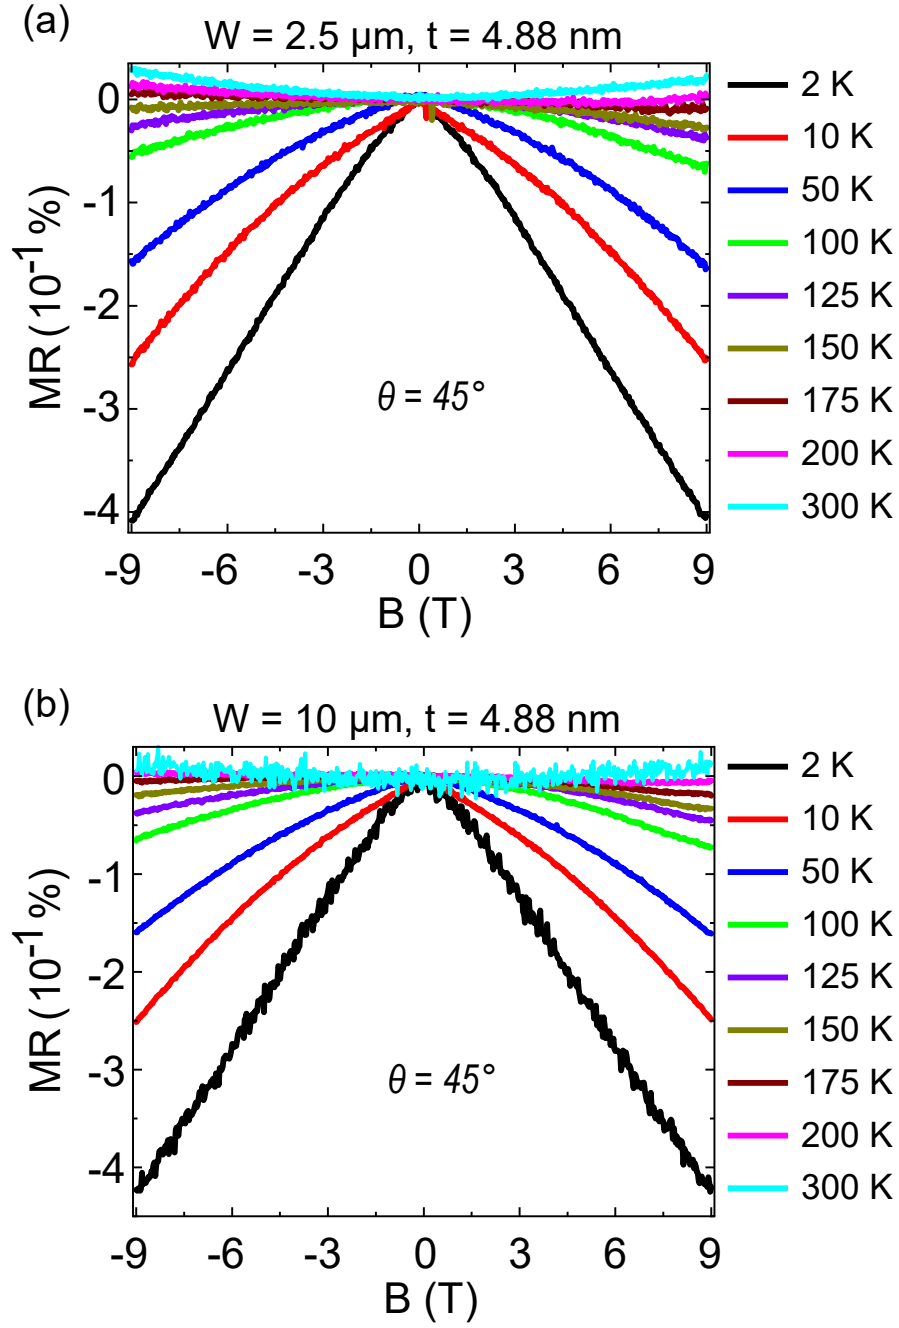 (a)
W = 2.5 µm, t = 4.88 nm
MR (10⁻¹ %)
0
-1
-2
-3
-4
θ = 45°
-9 -6 -3 0 3 6 9
B (T)
2 K
10 K
50 K
100 K
125 K
150 K
175 K
200 K
300 K
(b)
W = 10 µm, t = 4.88 nm
MR (10⁻¹ %)
0
-1
-2
-3
-4
θ = 45°
-9 -6 -3 0 3 6 9
B (T)
2 K
10 K
50 K
100 K
125 K
150 K
175 K
200 K
300 K